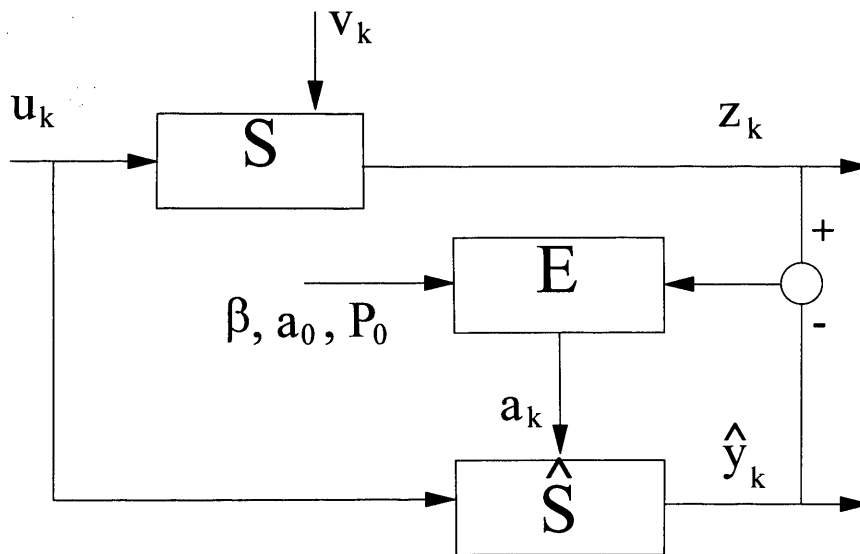 v_k
u_k
S
z_k
+
E
β, a_0, P_0
-
a_k
ŷ_k
Ŝ